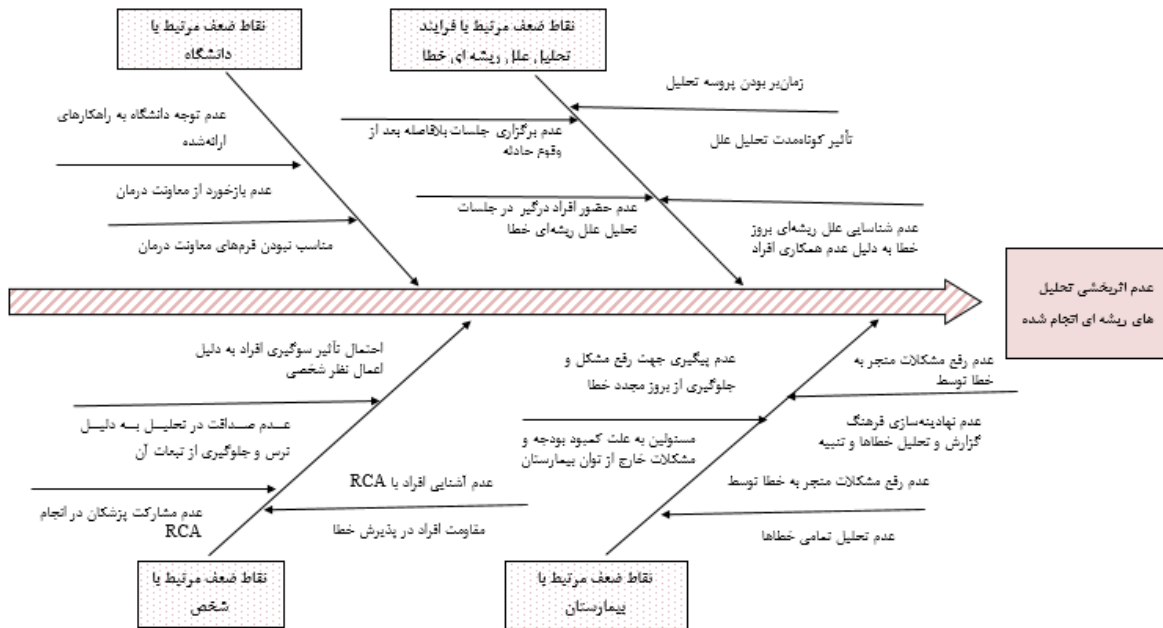 نقاط ضعف مرتبط با
دانشگاه
نقاط ضعف مرتبط با فرایند
تحلیل علل ریشه ای خطا
عدم توجه دانشگاه به راهکارهای
ارائه‌شده
عدم بازخورد از معاونت درمان
مناسب نبودن فرم‌های معاونت درمان
زمان‌بر بودن پروسه تحلیل
عدم برگزاری جلسات بلافاصله بعد از
وقوع حادثه
تأثیر کوتاه‌مدت تحلیل علل
عدم حضور افراد درگیر در جلسات
تحلیل علل ریشه‌ای خطا
عدم شناسایی علل ریشه‌ای بروز
خطا به دلیل عدم همکاری افراد
عدم اثربخشی تحلیل
های ریشه ای انجام شده
احتمال تأثیر سوگیری افراد به دلیل
اعمال نظر شخصی
عدم صداقت در تحلیل به دلیل
ترس و جلوگیری از تبعات آن
عدم آشنایی افراد با RCA
عدم مشارکت پزشکان در انجام
RCA
مقاومت افراد در پذیرش خطا
عدم پیگیری جهت رفع مشکل و
جلوگیری از بروز مجدد خطا
عدم رفع مشکلات منجر به
خطا توسط
مسئولین به علت کمبود بودجه و
مشکلات خارج از توان بیمارستان
عدم نهادینه‌سازی فرهنگ
گزارش و تحلیل خطاها و تنبیه
عدم رفع مشکلات منجر به خطا توسط
عدم تحلیل تمامی خطاها
نقاط ضعف مرتبط با
شخص
نقاط ضعف مرتبط با
بیمارستان